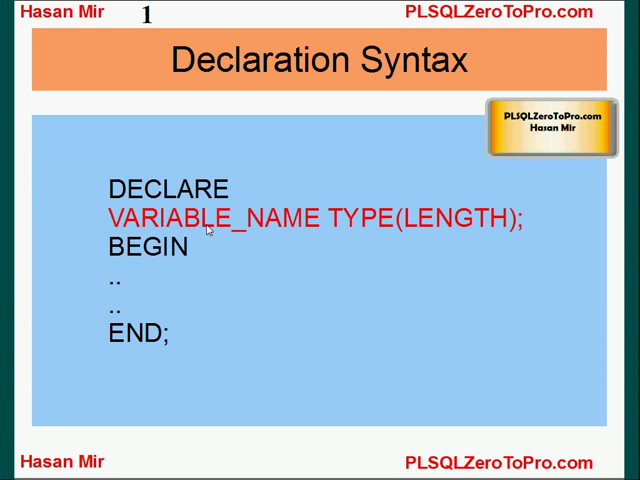 Hasan Mir
1
PLSQLZeroToPro.com
Declaration Syntax
PLSQLZeroToPro.com
Hasan Mir
DECLARE
VARIABLE_NAME TYPE(LENGTH);
BEGIN
..
..
END;
Hasan Mir
PLSQLZeroToPro.com